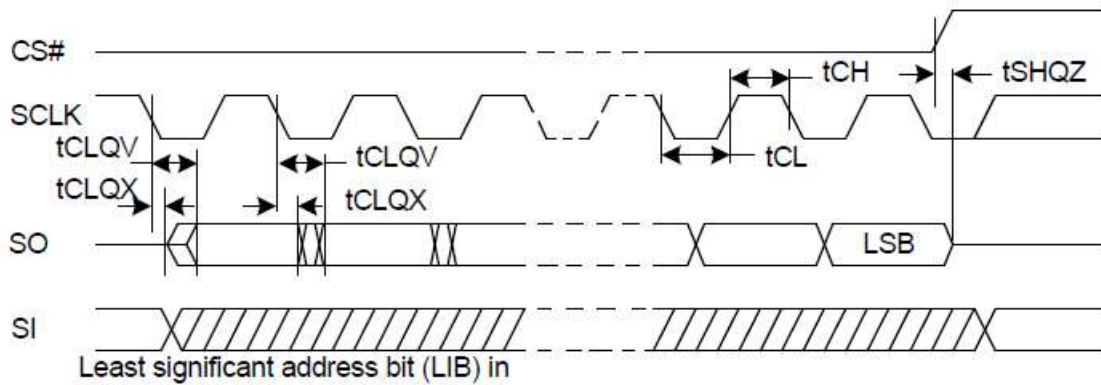 CS#
tCH
tSHQZ
SCLK
tCLQV
tCLQV
tCL
tCLQX
tCLQX
SO
LSB
SI
Least significant address bit (LIB) in